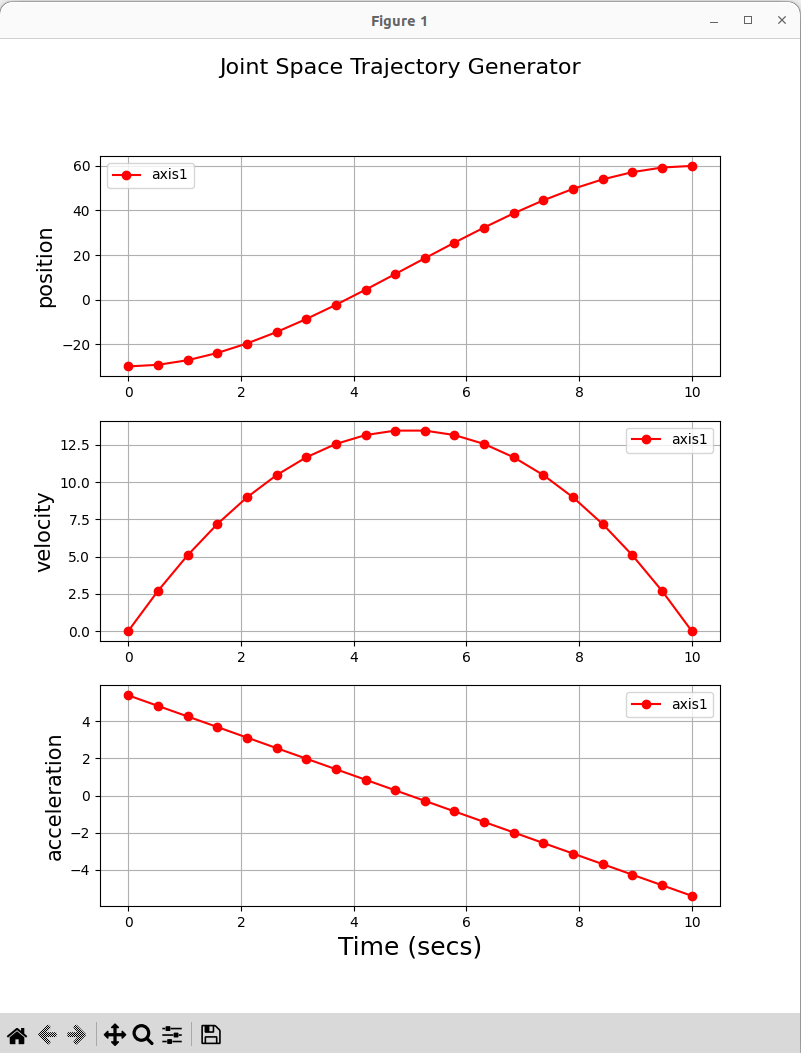 Figure 1
Joint Space Trajectory Generator
axis1
position
60
40
20
0
−20
0 2 4 6 8 10
axis1
velocity
12.5
10.0
7.5
5.0
2.5
0.0
0 2 4 6 8 10
axis1
acceleration
4
2
0
−2
−4
0 2 4 6 8 10
Time (secs)